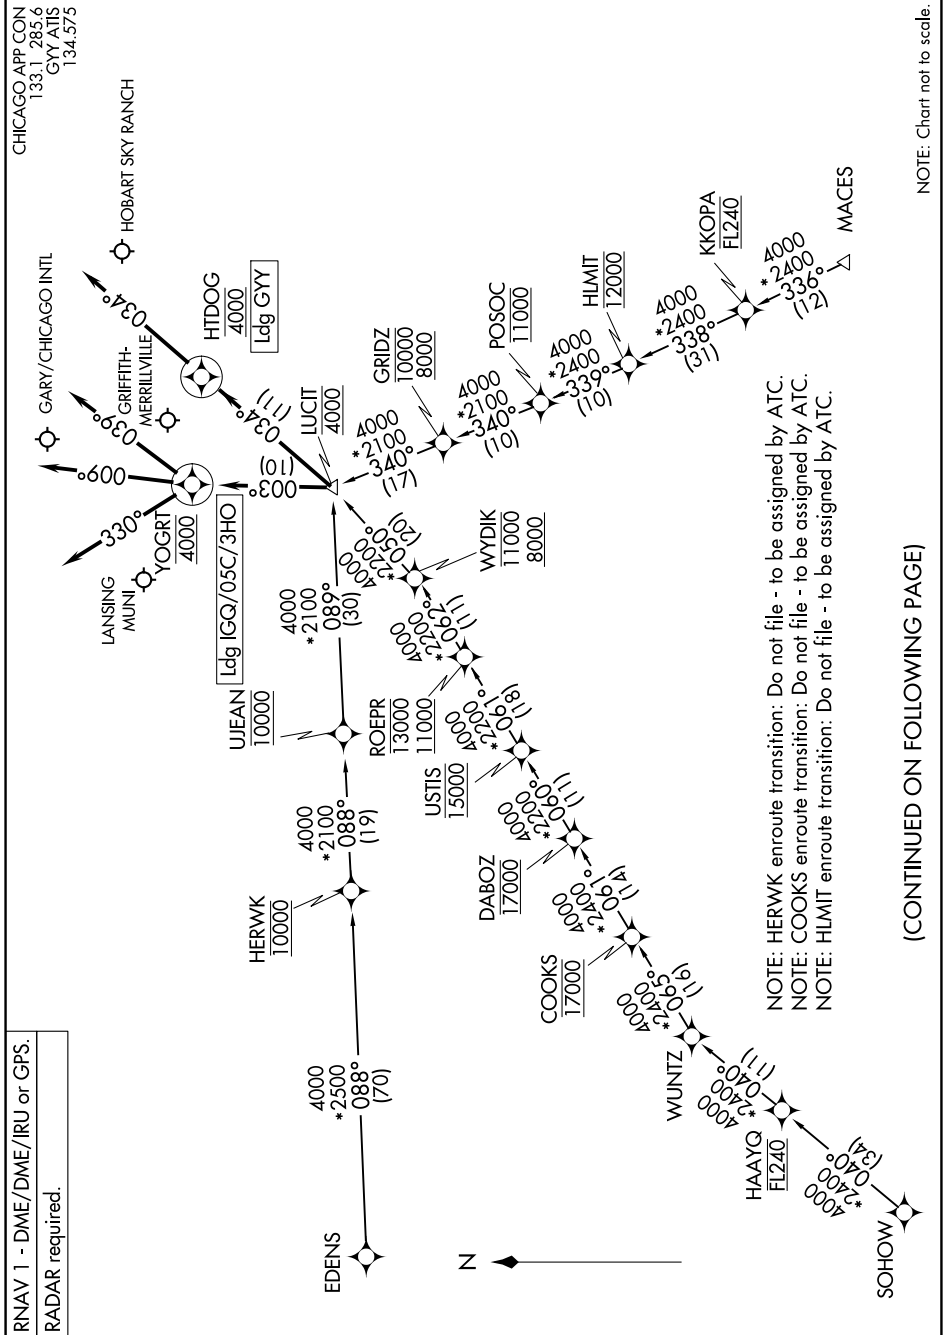 RNAV 1 - DME/DME/IRU or GPS.
RADAR required.
CHICAGO APP CON
133.1 285.6
GYY ATIS
134.575
GARY/CHICAGO INTL
HOBART SKY RANCH
GRIFFITH-
MERRILLVILLE
LANSING
MUNI
330°
009°
039°
034°
YOGRT
4000
HTDOG
4000
Ldg GYY
Ldg IGQ/05C/3HO
003°
(10)
034°
(11)
LUCIT
4000
EDENS
4000
*2500
088°
(70)
HERWK
10000
4000
*2100
088°
(19)
UJEAN
10000
4000
*2100
089°
(30)
SOHOW
4000
*2400
040°
(34)
HAAYQ
FL240
4000
*2400
040°
(11)
WUNTZ
4000
*2400
065°
(16)
COOKS
17000
4000
*2400
061°
(14)
DABOZ
17000
4000
*2200
060°
(11)
USTIS
15000
4000
*2200
061°
(18)
ROEPR
13000
11000
4000
*2200
062°
(11)
WYDIK
11000
8000
4000
*2200
050°
(20)
4000
*2100
340°
(17)
GRIDZ
10000
8000
4000
*2100
340°
(10)
POSOC
11000
4000
*2400
339°
(10)
HLMIT
12000
4000
*2400
338°
(31)
KKOPA
FL240
4000
*2400
336°
(12)
MACES
N
NOTE: HERWK enroute transition: Do not file - to be assigned by ATC.
NOTE: COOKS enroute transition: Do not file - to be assigned by ATC.
NOTE: HLMIT enroute transition: Do not file - to be assigned by ATC.
(CONTINUED ON FOLLOWING PAGE)
NOTE: Chart not to scale.